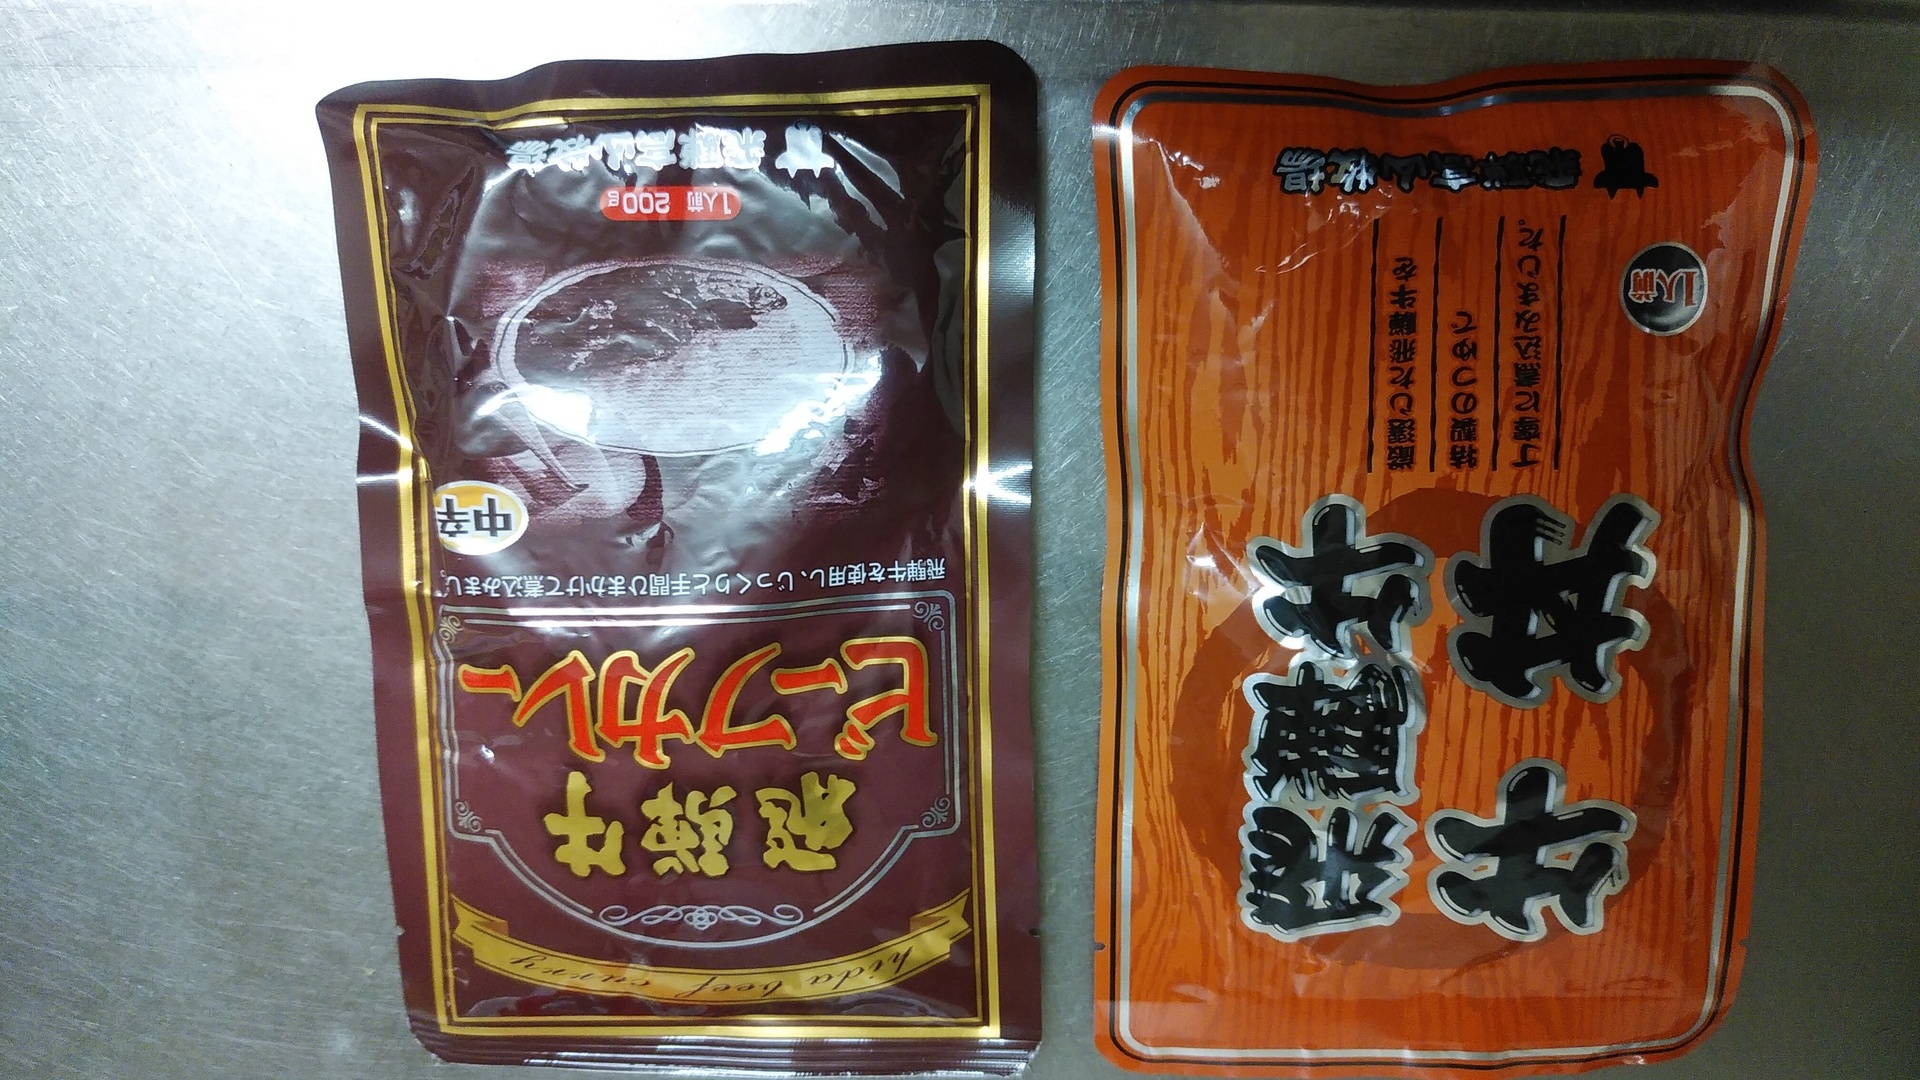 hida beef curry
飛騨牛
ビーフカレー
飛騨牛を使用し、じっくりと手間ひまかけて煮込みまし
中辛
1人前 200g
飛騨高山牧場
飛騨牛
牛丼
厳選した飛騨牛を
特製のつゆで
丁寧に煮込みました。
1人前
飛騨高山牧場